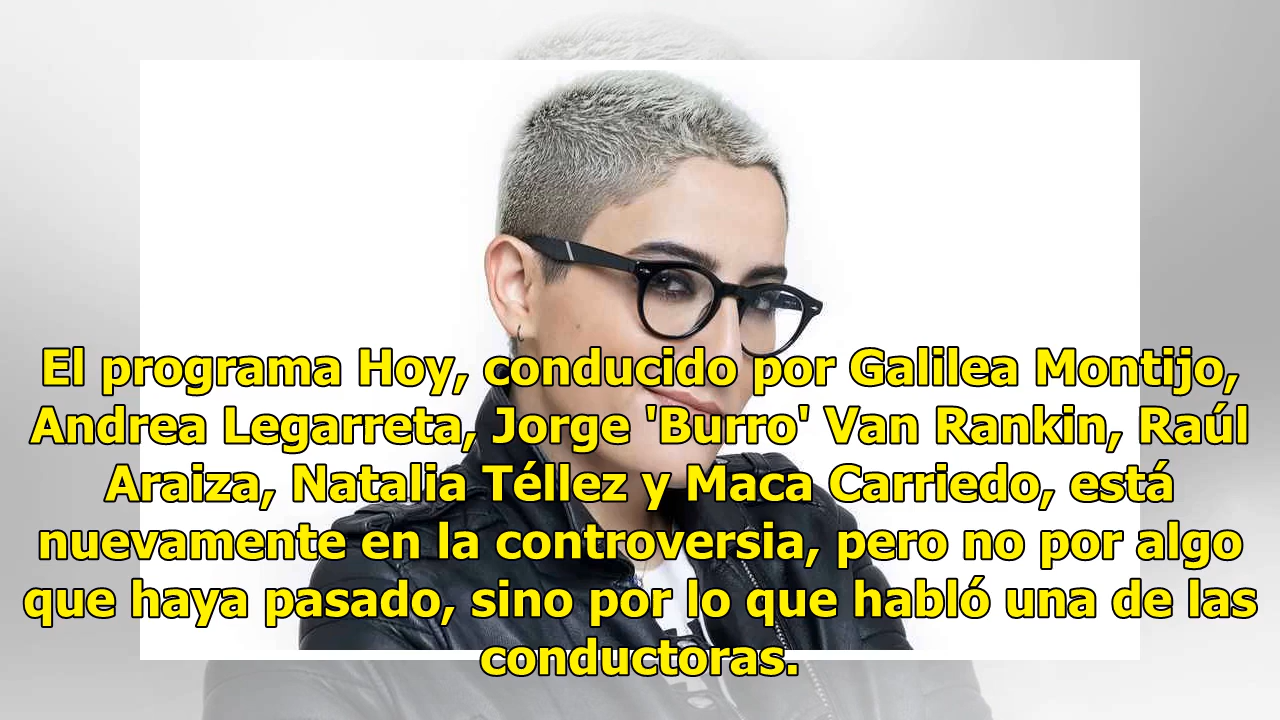 El programa Hoy, conducido por Galilea Montijo,
Andrea Legarreta, Jorge 'Burro' Van Rankin, Raúl
Araiza, Natalia Téllez y Maca Carriedo, está
nuevamente en la controversia, pero no por algo
que haya pasado, sino por lo que habló una de las
conductoras.